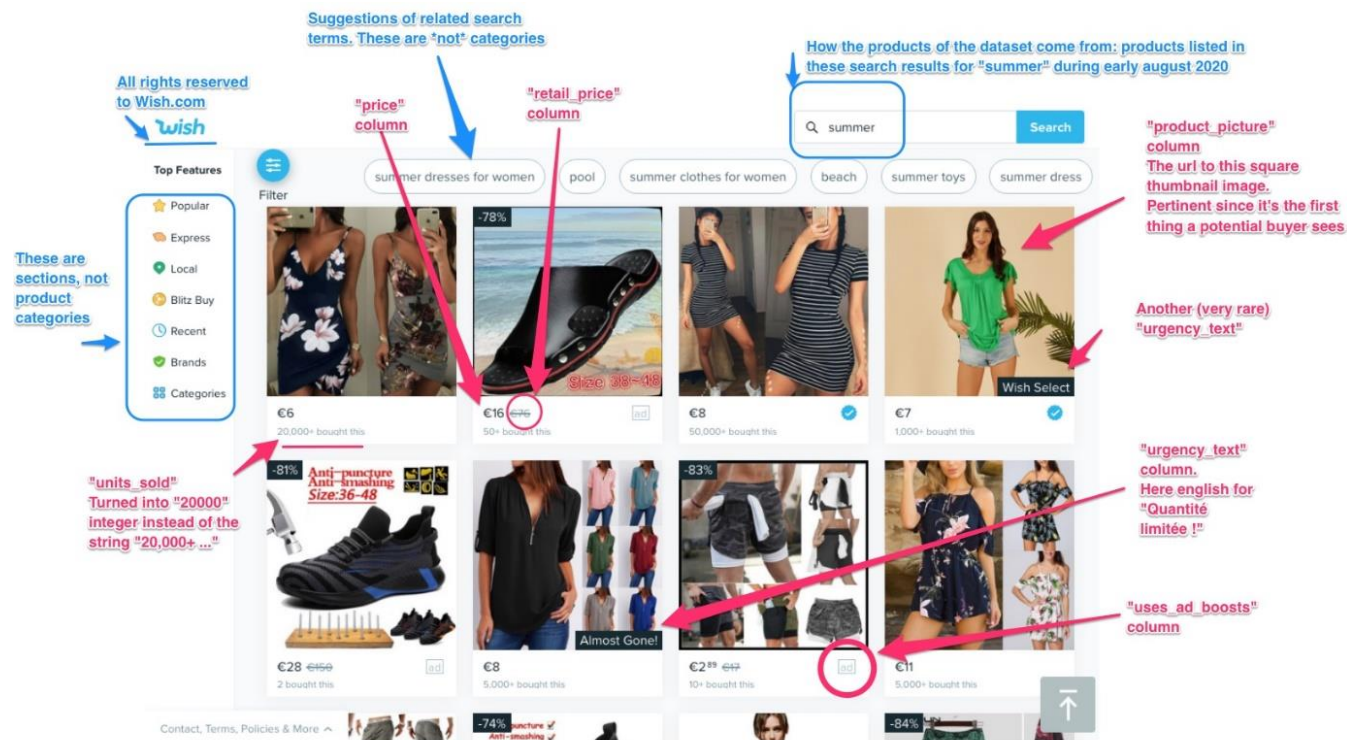 Suggestions of related search
terms. These are *not* categories
How the products of the dataset come from: products listed in
these search results for "summer" during early august 2020
All rights reserved
to Wish.com
"price"
column
"retail_price"
column
wish
summer
Search
"product_picture"
column
The url to this square
thumbnail image.
Pertinent since it's the first
thing a potential buyer sees
Top Features
Filter
summer dresses for women
pool
summer clothes for women
beach
summer toys
summer dress
Popular
Express
Local
Blitz Buy
Recent
Brands
Categories
These are
sections, not
product
categories
-78%
Size 38~48
Wish Select
Another (very rare)
"urgency_text"
€6
20,000+ bought this
€16 €76
ad
50+ bought this
€8
50,000+ bought this
€7
1,000+ bought this
"units_sold"
Turned into "20000"
integer instead of the
string "20,000+ ..."
-81%
Anti-puncture
Anti-smashing
Size:36-48
-83%
Almost Gone!
"urgency_text"
column.
Here english for
"Quantité
limitée !"
"uses_ad_boosts"
column
€28 €150
ad
2 bought this
€8
5,000+ bought this
€2 89 €17
ad
10+ bought this
€11
5,000+ bought this
Contact, Terms, Policies & More
-74%
Anti-smashing
-84%